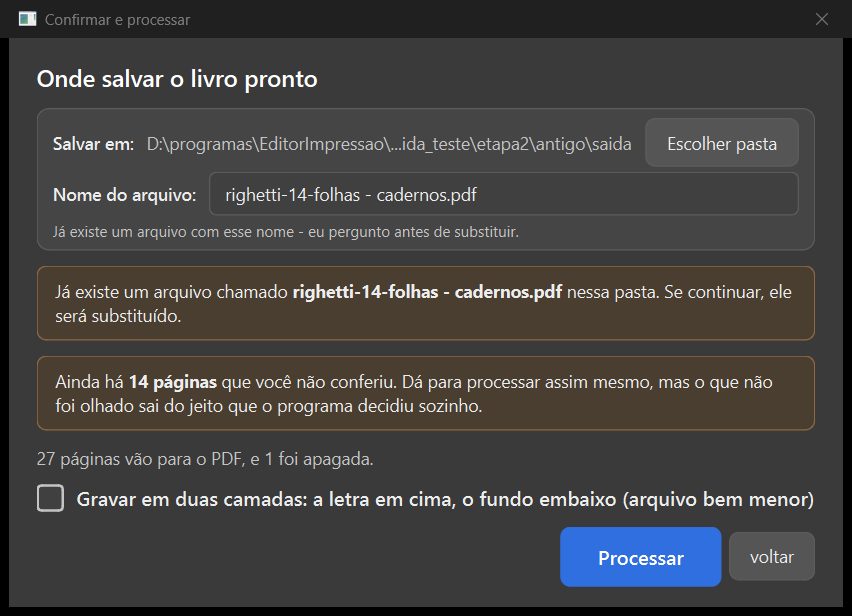 Confirmar e processar
Onde salvar o livro pronto
Salvar em: D:\programas\EditorImpressao\...ida_teste\etapa2\antigo\saida Escolher pasta
Nome do arquivo: righetti-14-folhas - cadernos.pdf
Já existe um arquivo com esse nome - eu pergunto antes de substituir.
Já existe um arquivo chamado righetti-14-folhas - cadernos.pdf nessa pasta. Se continuar, ele
será substituído.
Ainda há 14 páginas que você não conferiu. Dá para processar assim mesmo, mas o que não
foi olhado sai do jeito que o programa decidiu sozinho.
27 páginas vão para o PDF, e 1 foi apagada.
Gravar em duas camadas: a letra em cima, o fundo embaixo (arquivo bem menor)
Processar voltar